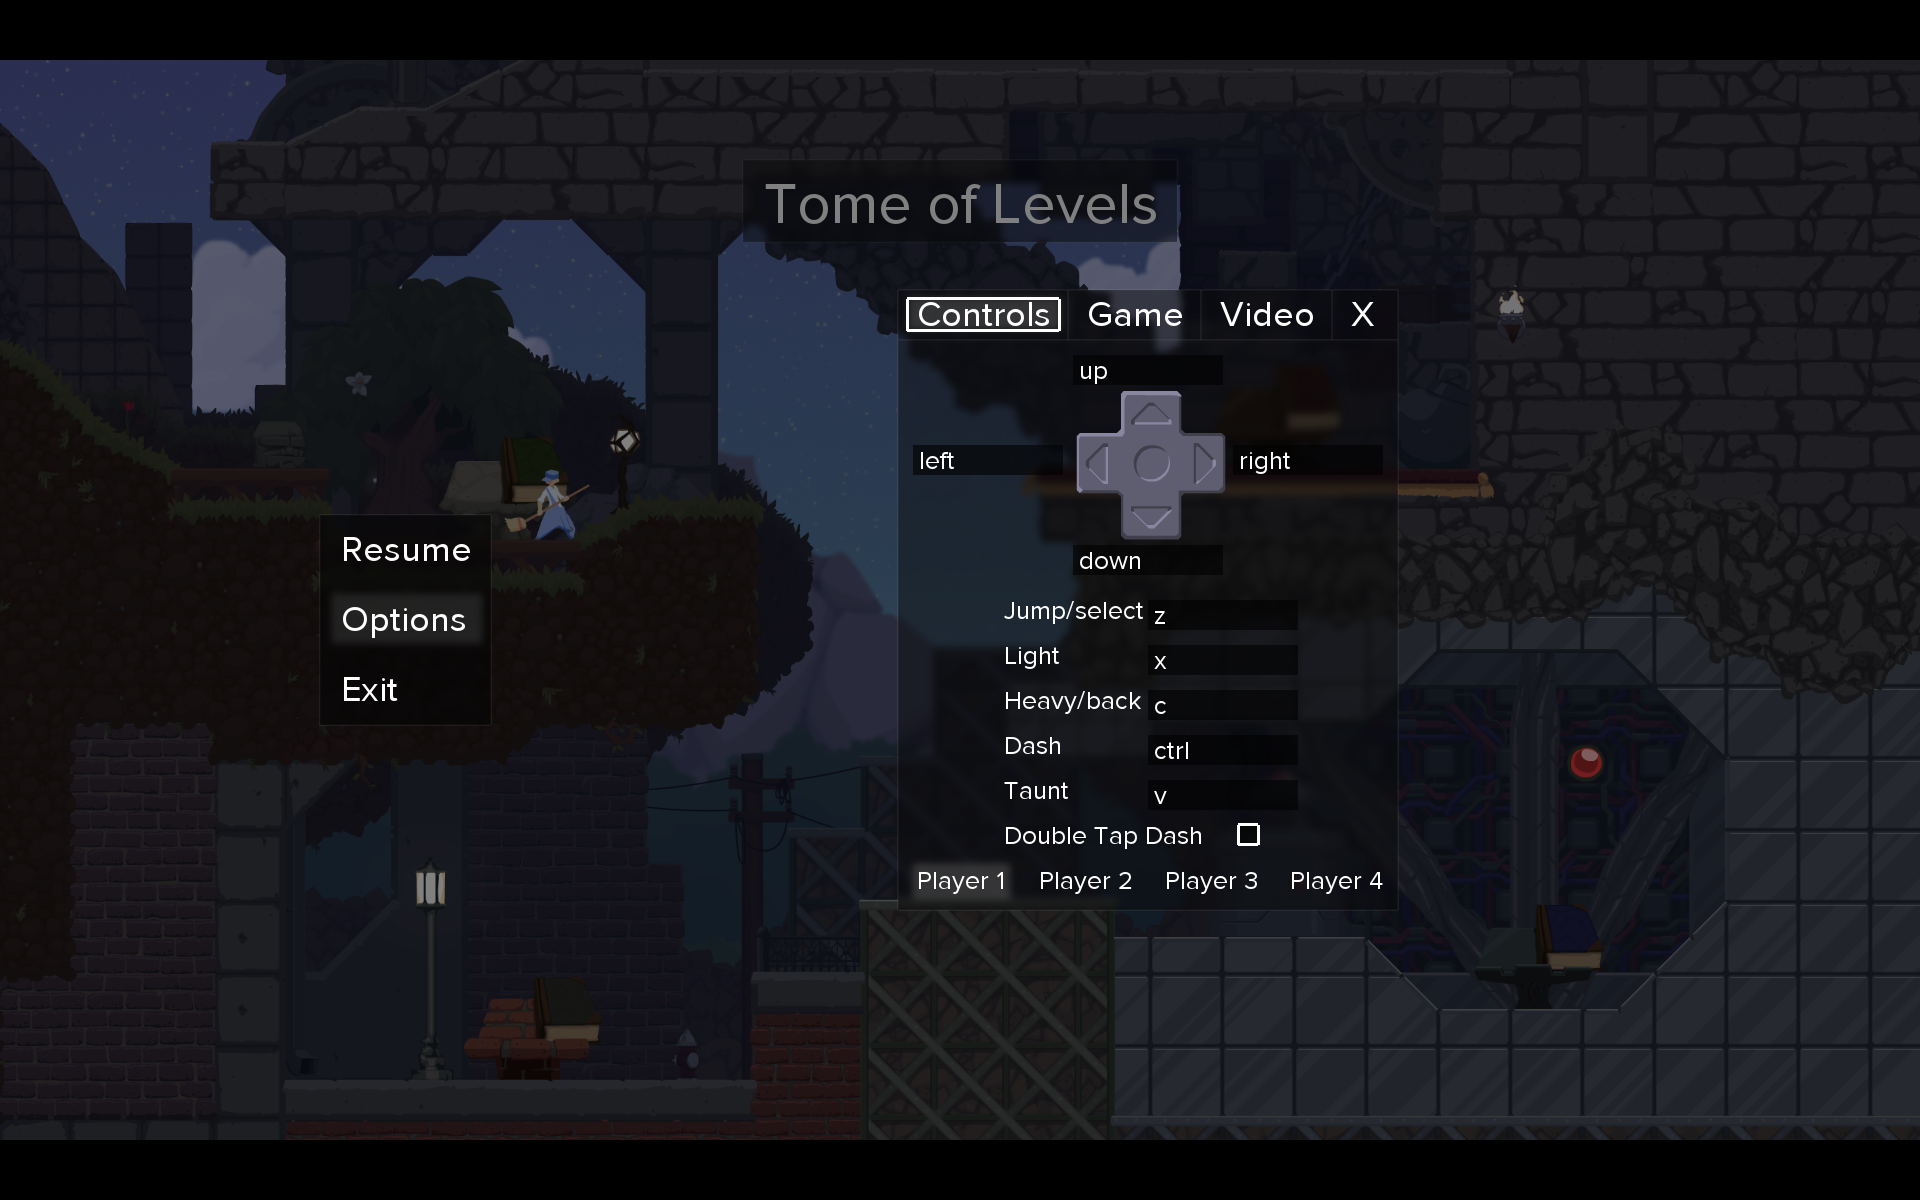 Tome of Levels
Controls Game Video X
up
left right
down
Resume
Options
Exit
Jump/select z
Light x
Heavy/back c
Dash ctrl
Taunt v
Double Tap Dash
Player 1 Player 2 Player 3 Player 4